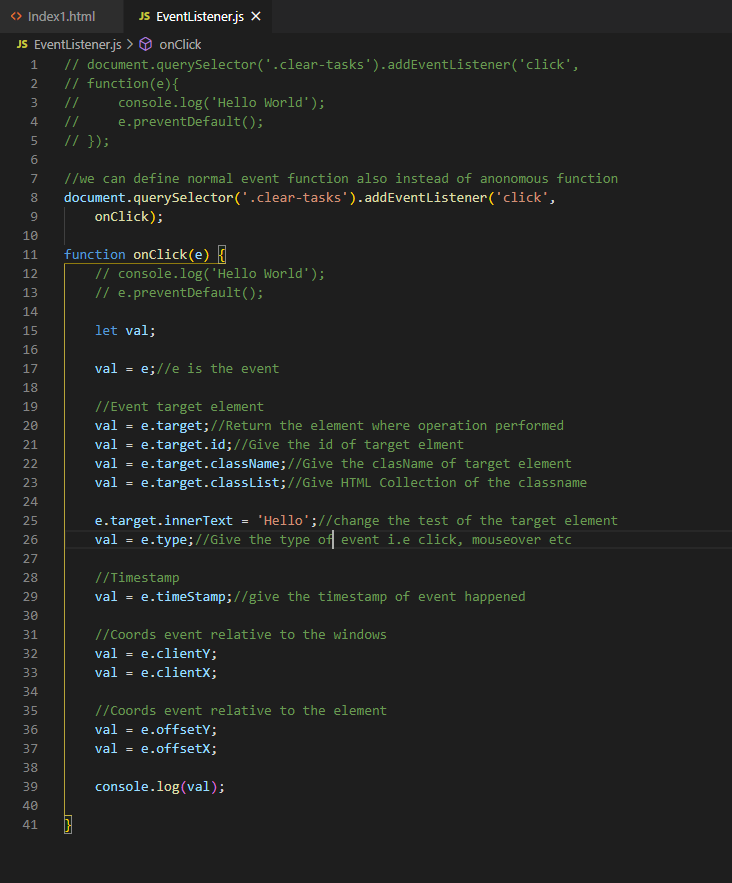 <> Index1.html JS EventListener.js ×
JS EventListener.js > onClick
1 // document.querySelector('.clear-tasks').addEventListener('click',
2 // function(e){
3 //     console.log('Hello World');
4 //     e.preventDefault();
5 // });
6
7 //we can define normal event function also instead of anonomous function
8 document.querySelector('.clear-tasks').addEventListener('click',
9     onClick);
10
11 function onClick(e) {
12     // console.log('Hello World');
13     // e.preventDefault();
14
15     let val;
16
17     val = e;//e is the event
18
19     //Event target element
20     val = e.target;//Return the element where operation performed
21     val = e.target.id;//Give the id of target elment
22     val = e.target.className;//Give the clasName of target element
23     val = e.target.classList;//Give HTML Collection of the classname
24
25     e.target.innerText = 'Hello';//change the test of the target element
26     val = e.type;//Give the type of event i.e click, mouseover etc
27
28     //Timestamp
29     val = e.timeStamp;//give the timestamp of event happened
30
31     //Coords event relative to the windows
32     val = e.clientY;
33     val = e.clientX;
34
35     //Coords event relative to the element
36     val = e.offsetY;
37     val = e.offsetX;
38
39     console.log(val);
40
41 }